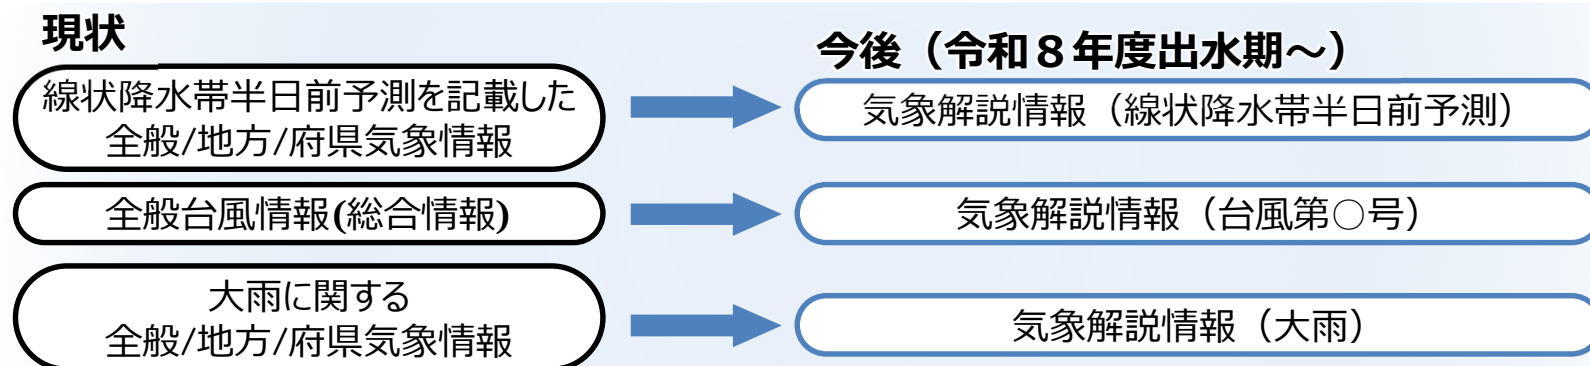 現状
今後（令和８年度出水期～）
線状降水帯半日前予測を記載した
全般/地方/府県気象情報
気象解説情報（線状降水帯半日前予測）
全般台風情報(総合情報)
気象解説情報（台風第○号）
大雨に関する
全般/地方/府県気象情報
気象解説情報（大雨）